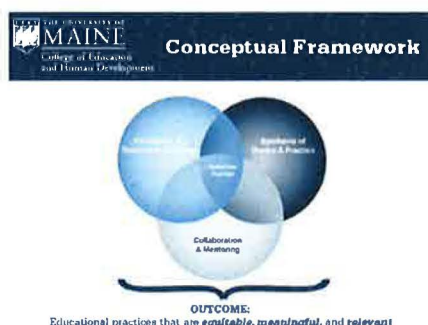 THE UNIVERSITY OF
MAINE
College of Education
and Human Development
Conceptual Framework
Synthesis of
Theory & Practice
Collaboration
& Mentoring
OUTCOME:
Educational practices that are equitable, meaningful, and relevant